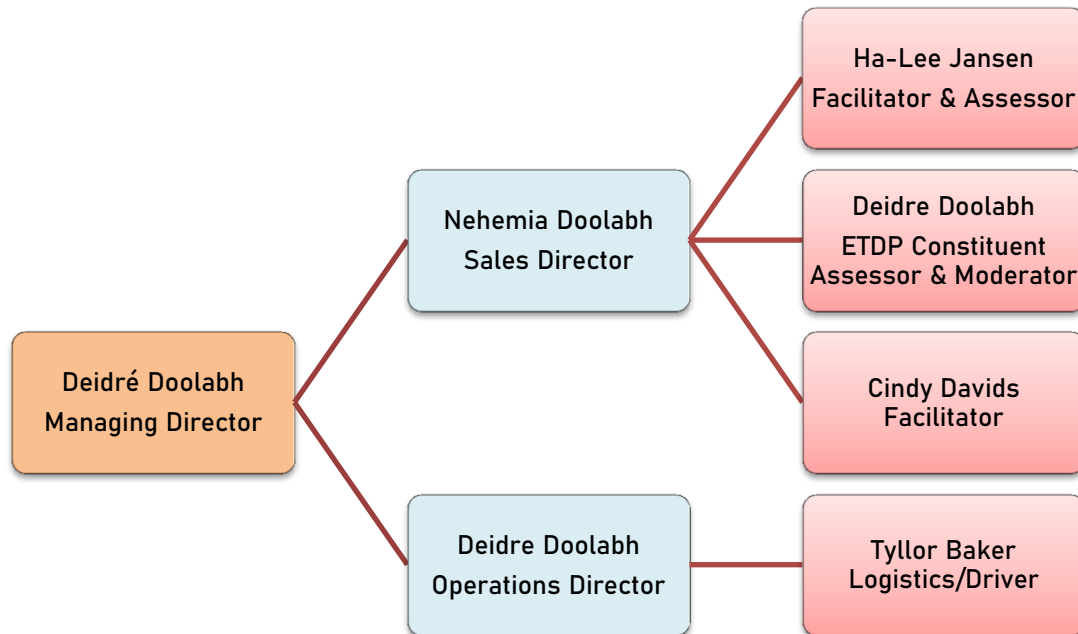 Ha-Lee Jansen
Facilitator & Assessor
Nehemia Doolabh
Sales Director
Deidre Doolabh
ETDP Constituent
Assessor & Moderator
Deidré Doolabh
Managing Director
Cindy Davids
Facilitator
Deidre Doolabh
Operations Director
Tyllor Baker
Logistics/Driver